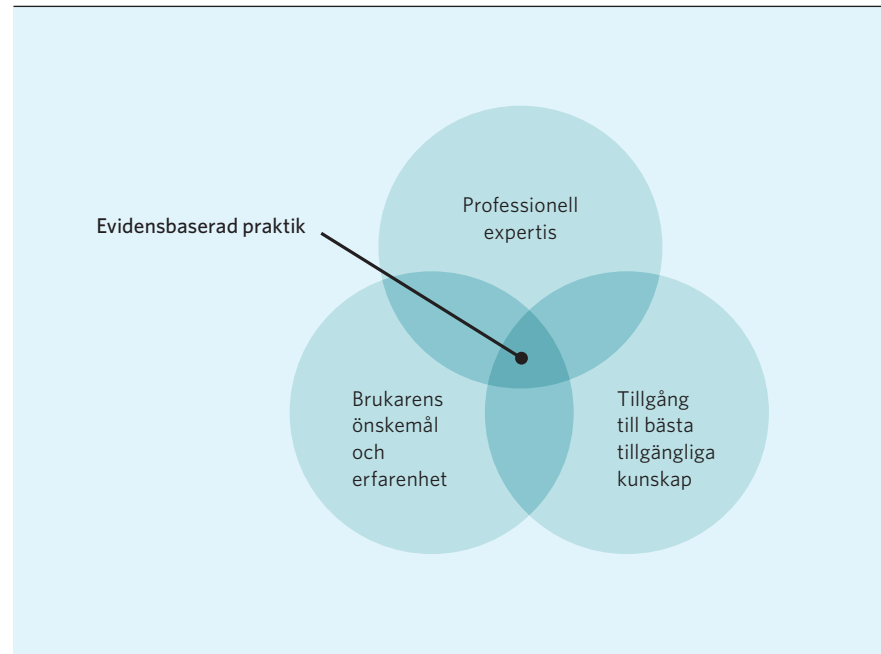 Professionell
expertis
Evidensbaserad praktik
Brukarens
önskemål
och
erfarenhet
Tillgång
till bästa
tillgängliga
kunskap